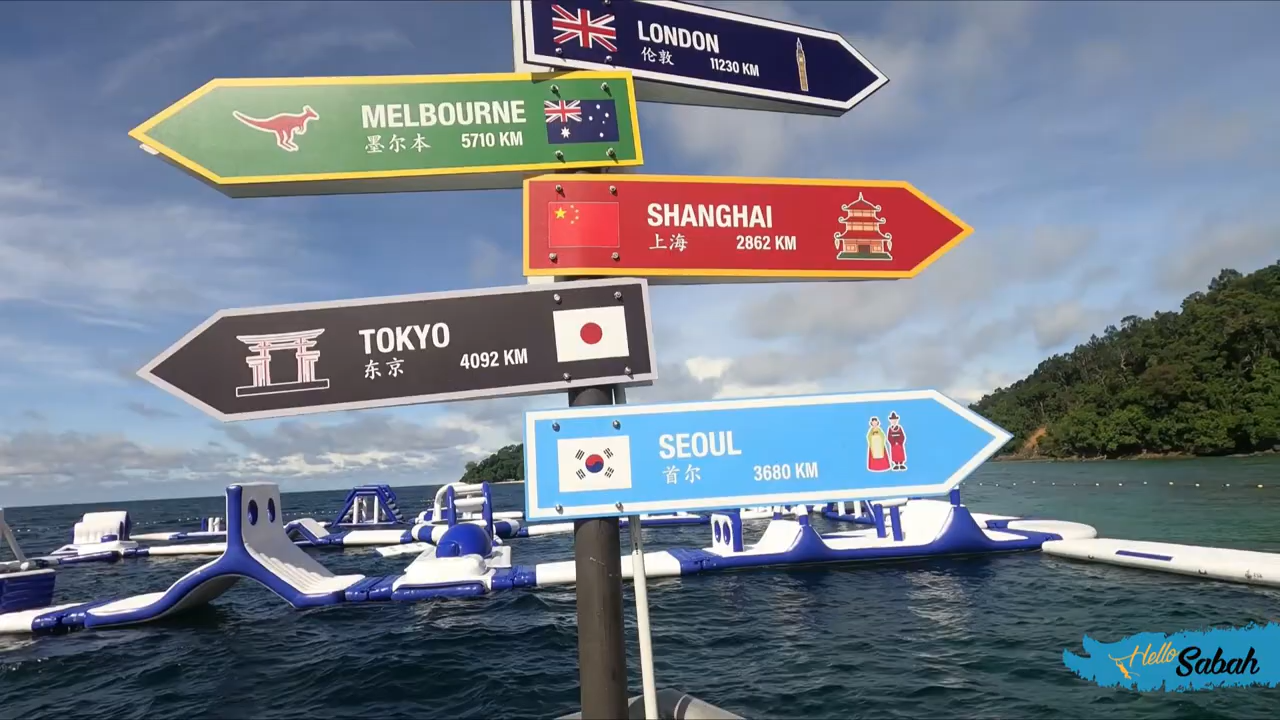 LONDON
伦敦
11230 KM
MELBOURNE
墨尔本
5710 KM
SHANGHAI
上海
2862 KM
TOKYO
东京
4092 KM
SEOUL
首尔
3680 KM
Hello
Sabah